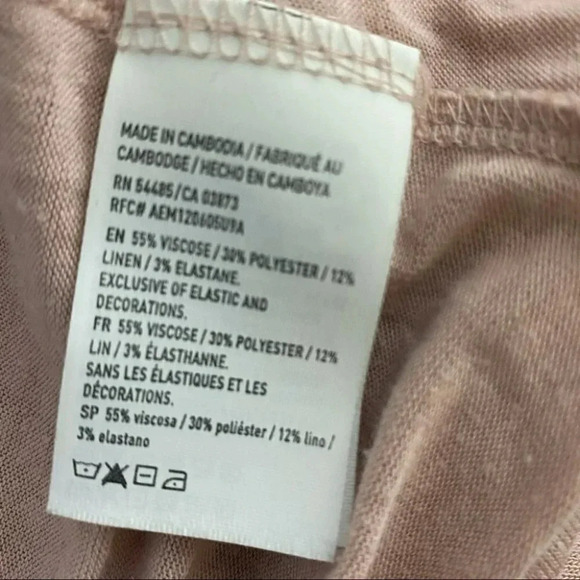 MADE IN CAMBODIA / FABRIQUÉ AU
CAMBODGE / HECHO EN CAMBOYA
RN 54485 / CA 03873
RFC# AEM120605U9A
EN 55% VISCOSE / 30% POLYESTER / 12%
LINEN / 3% ELASTANE.
EXCLUSIVE OF ELASTIC AND
DECORATIONS.
FR 55% VISCOSE / 30% POLYESTER / 12%
LIN / 3% ÉLASTHANNE.
SANS LES ÉLASTIQUES ET LES
DÉCORATIONS.
SP 55% viscosa / 30% poliéster / 12% lino /
3% elastano